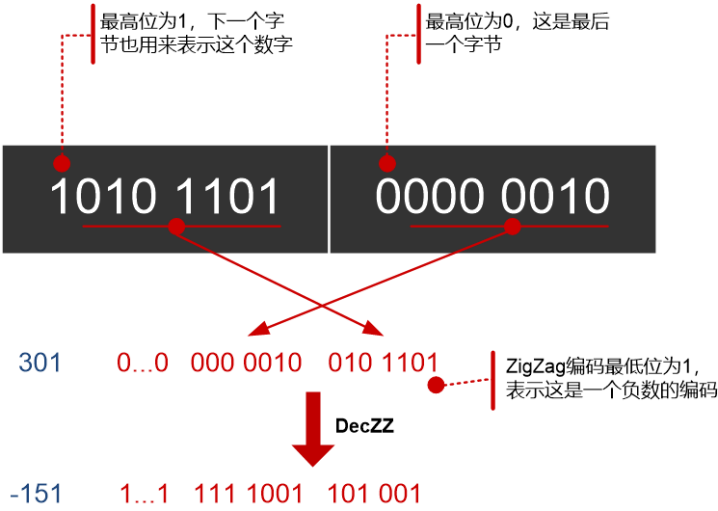 最高位为1，下一个字
节也用来表示这个数字
最高位为0，这是最后
一个字节
1010 1101
0000 0010
301 0...0 000 0010 010 1101
ZigZag编码最低位为1，
表示这是一个负数的编码
DecZZ
-151 1...1 111 1001 101 001